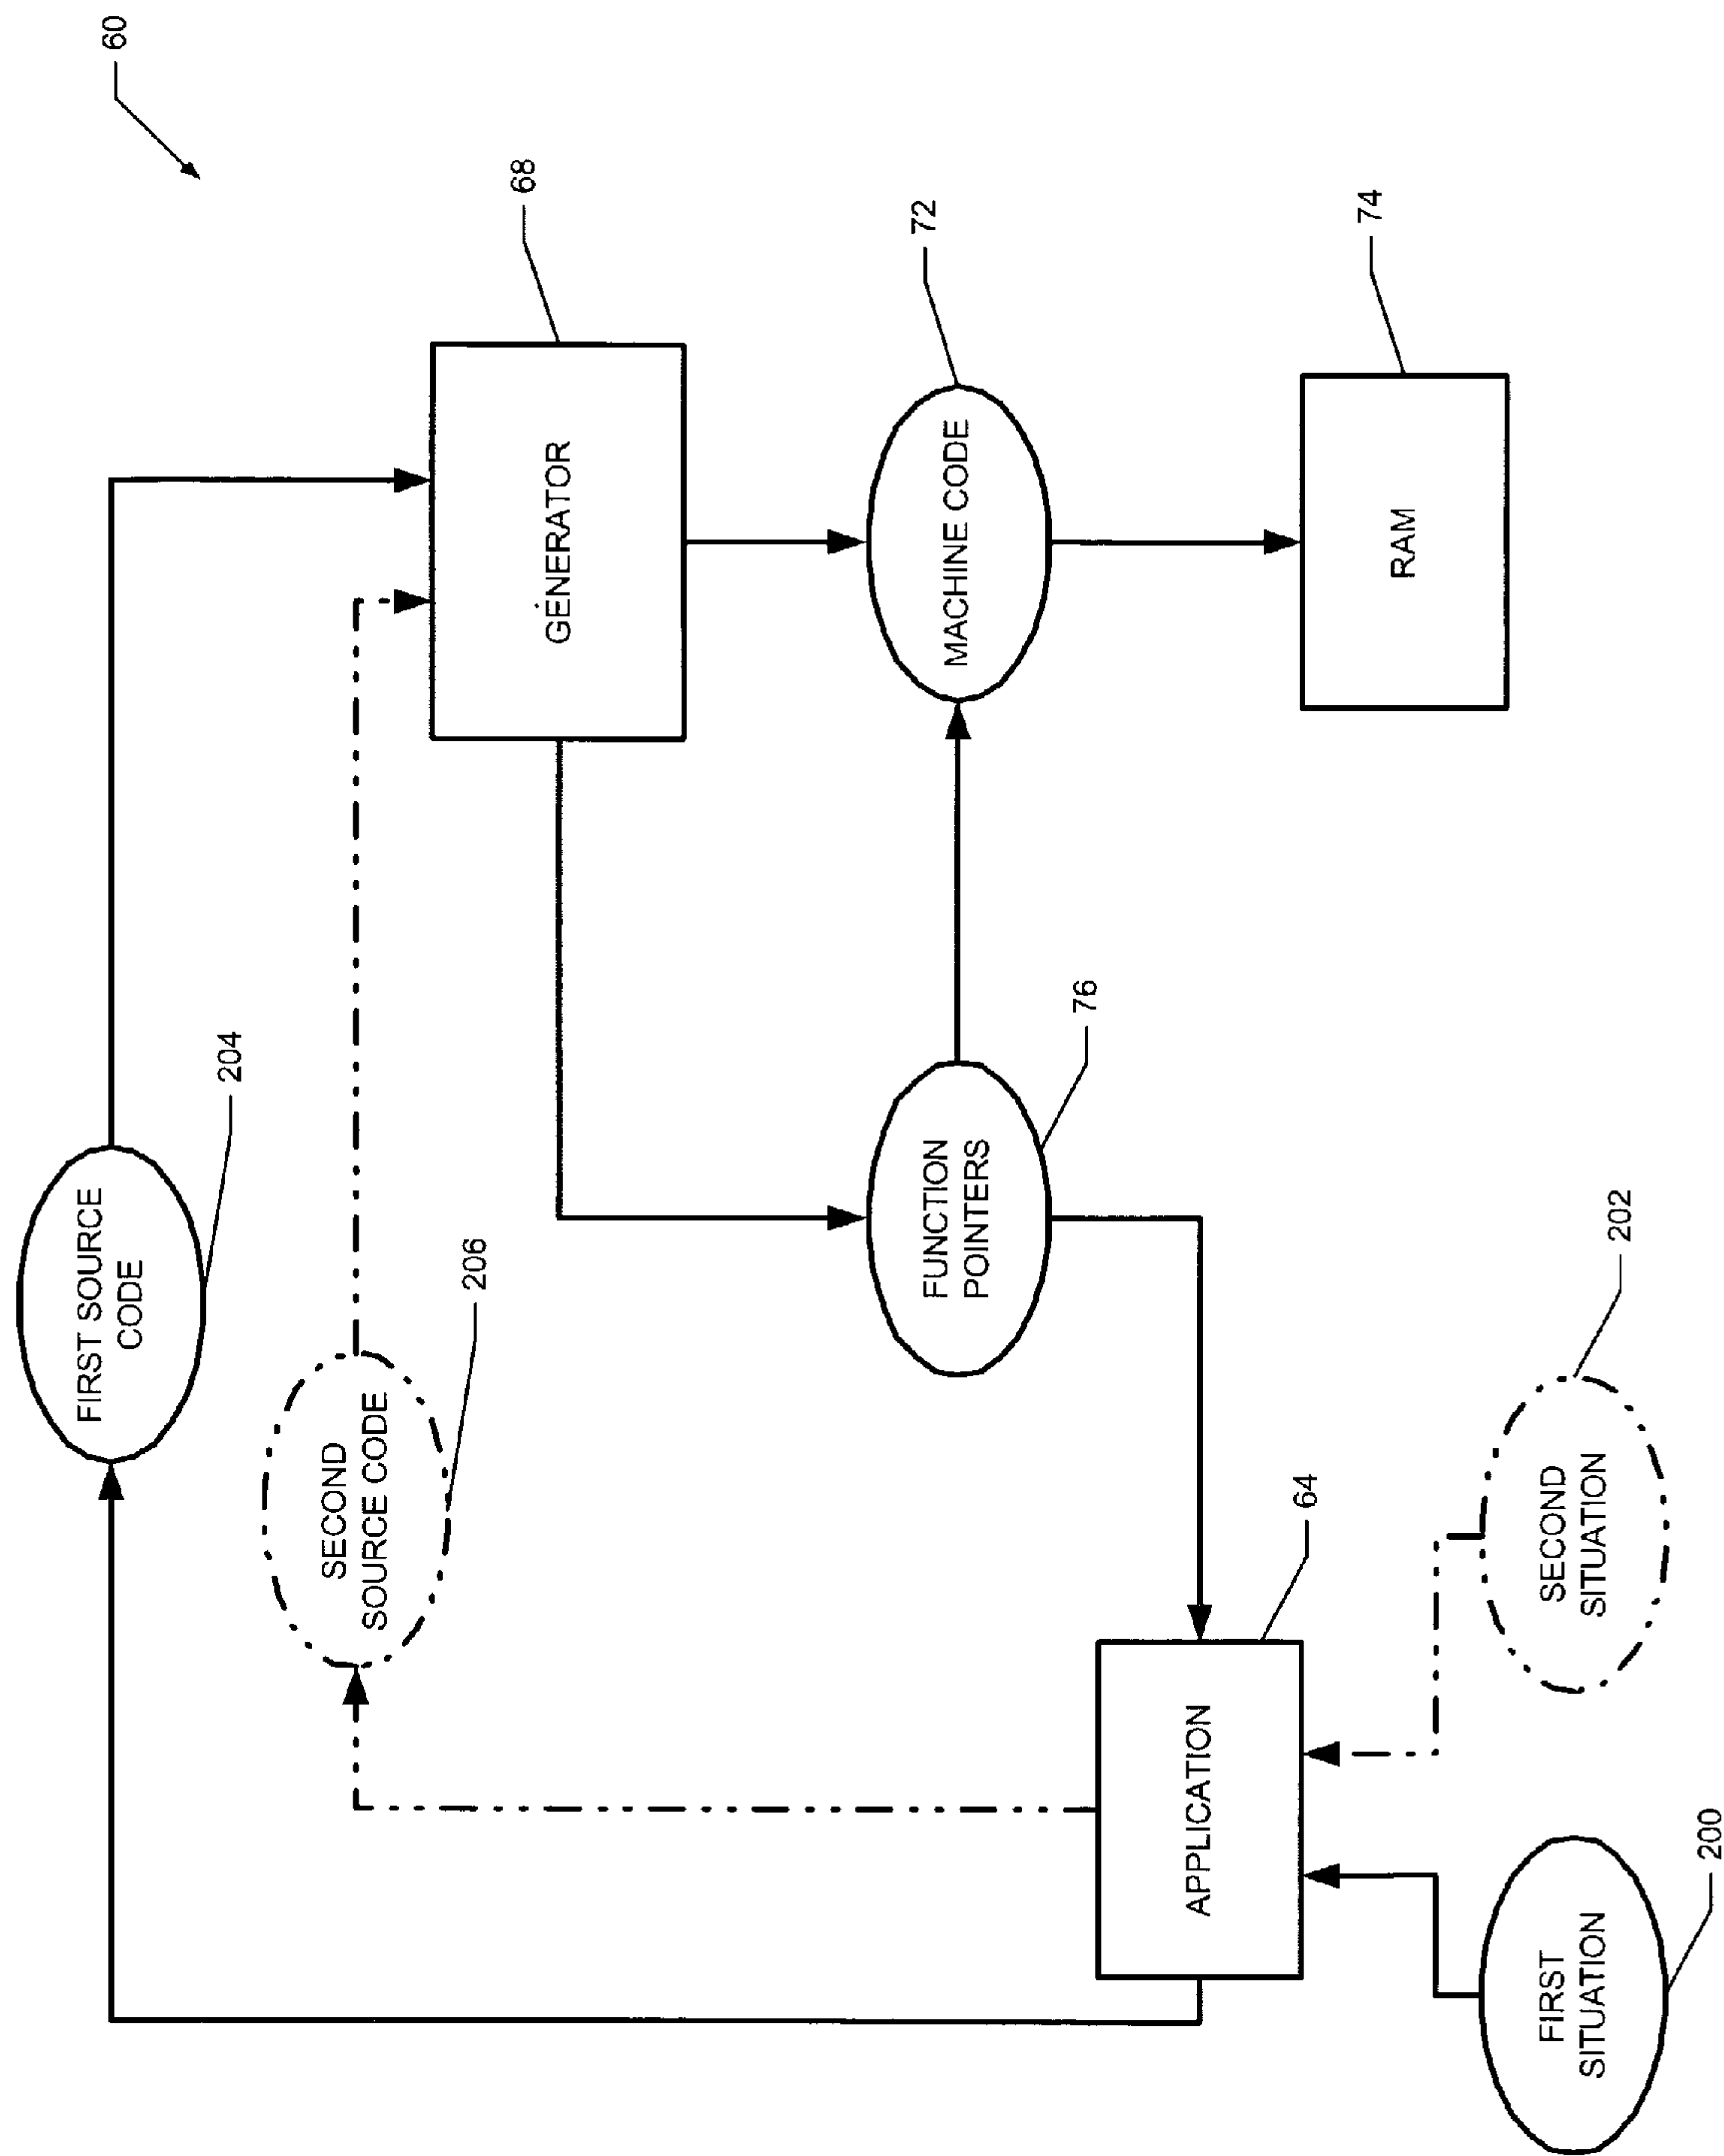 60
FIRST SOURCE
CODE
204
SECOND
SOURCE CODE
206
GENERATOR
68
FUNCTION
POINTERS
76
MACHINE CODE
72
APPLICATION
64
RAM
74
FIRST
SITUATION
200
SECOND
SITUATION
202